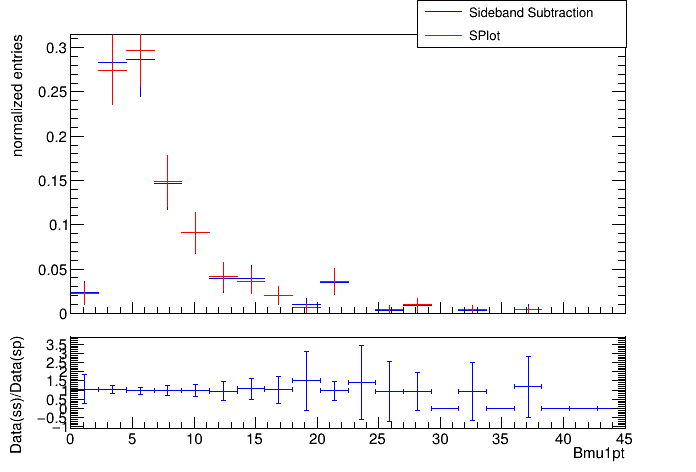 Sideband Subtraction
SPlot
normalized entries
0.3
0.25
0.2
0.15
0.1
0.05
0
Data(ss)/Data(sp)
3.5
3
2.5
2
1.5
1
0.5
0
−0.5
−1
0 5 10 15 20 25 30 35 40 45
Bmu1pt